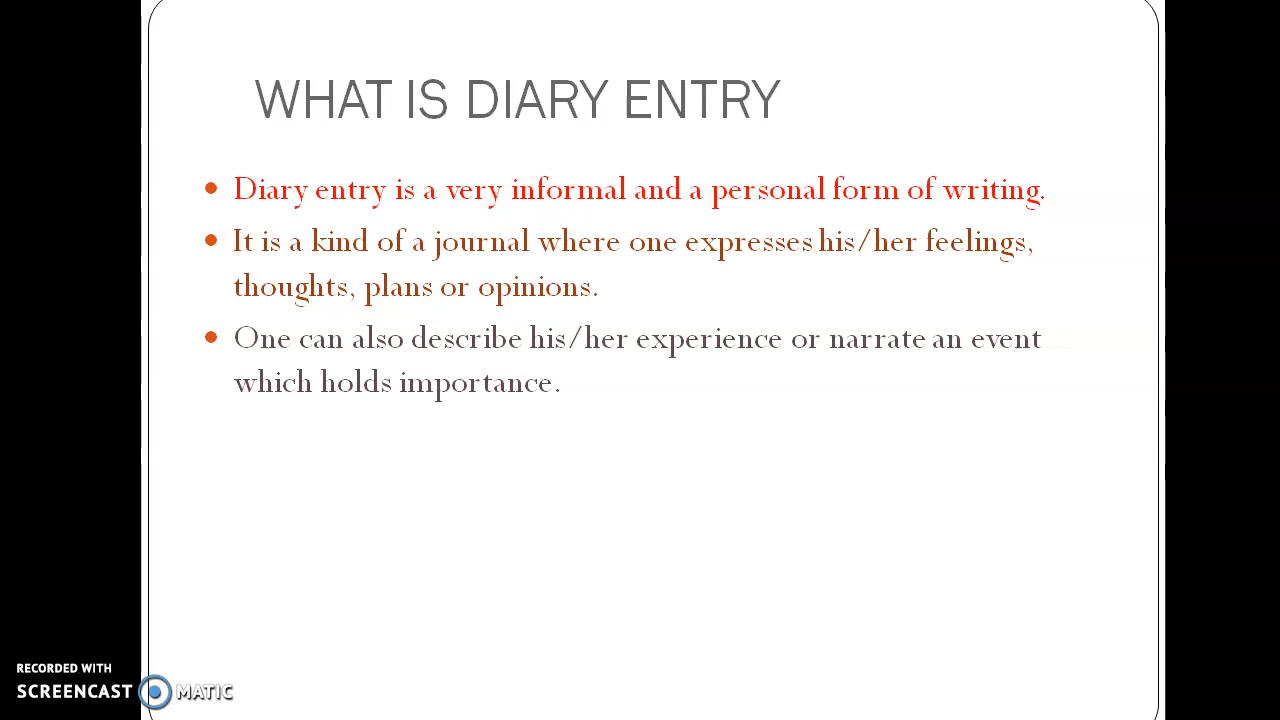 WHAT IS DIARY ENTRY
Diary entry is a very informal and a personal form of writing.
It is a kind of a journal where one expresses his/her feelings,
thoughts, plans or opinions.
One can also describe his/her experience or narrate an event
which holds importance.
RECORDED WITH
SCREENCAST MATIC